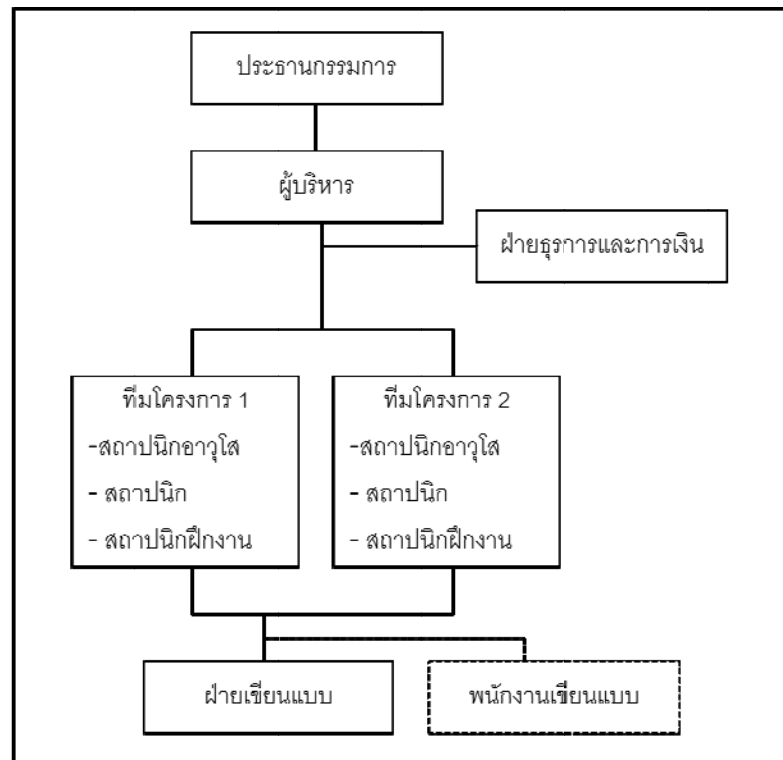 ประธานกรรมการ
ผู้บริหาร
ฝ่ายธุรการและการเงิน
ทีมโครงการ 1
-สถาปนิกอาวุโส
- สถาปนิก
- สถาปนิกฝึกงาน
ทีมโครงการ 2
-สถาปนิกอาวุโส
- สถาปนิก
- สถาปนิกฝึกงาน
ฝ่ายเขียนแบบ
พนักงานเขียนแบบ